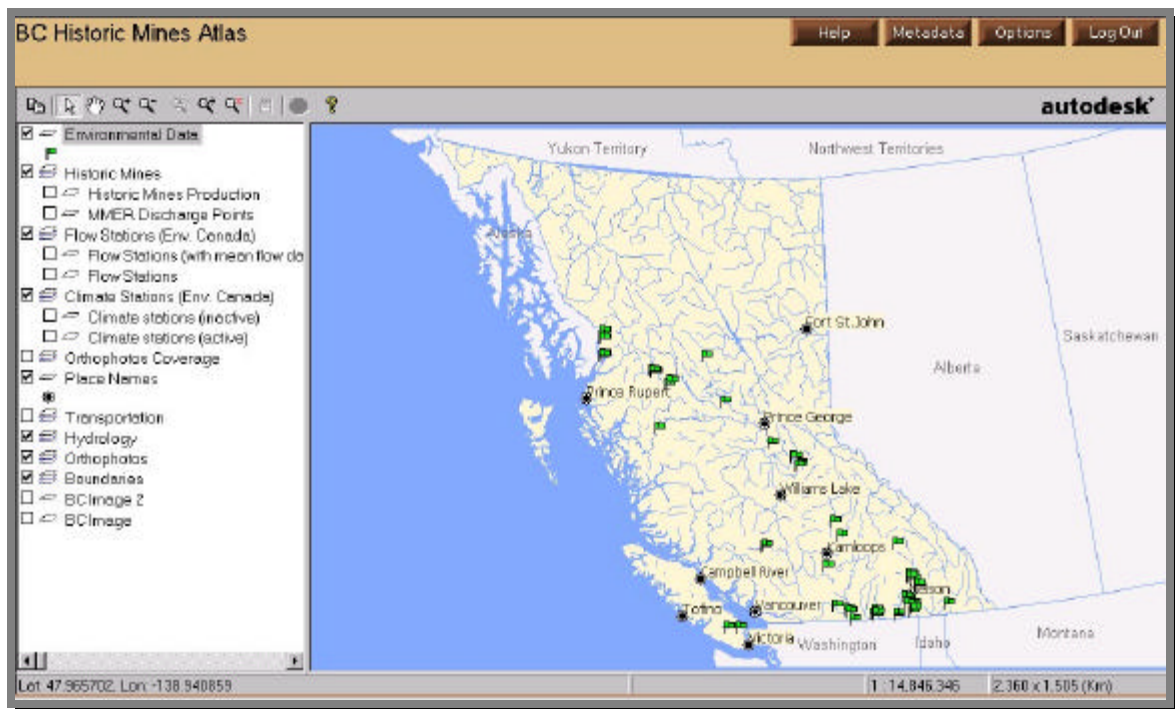 BC Historic Mines Atlas
Help
Metadata
Options
Log Out
autodesk
Environmental Data
Historic Mines
Historic Mines Production
MMER Discharge Points
Flow Stations (Env. Canada)
Flow Stations (with mean flow da
Flow Stations
Climate Stations (Env. Canada)
Climate stations (inactive)
Climate stations (active)
Orthophotos Coverage
Place Names
Transportation
Hydrology
Orthophotos
Boundaries
BCImage 2
BCImage
Yukon Territory
Northwest Territories
Alaska
Fort St.John
Saskatchewan
Alberta
Prince Rupert
Prince George
Williams Lake
Kamloops
Campbell River
Nelson
Tofino
Vancouver
Victoria
Washington
Idaho
Montana
Lat: 47.965702, Lon: -138.940859
1 : 14,846,346
2,360 x 1,505 (Km)